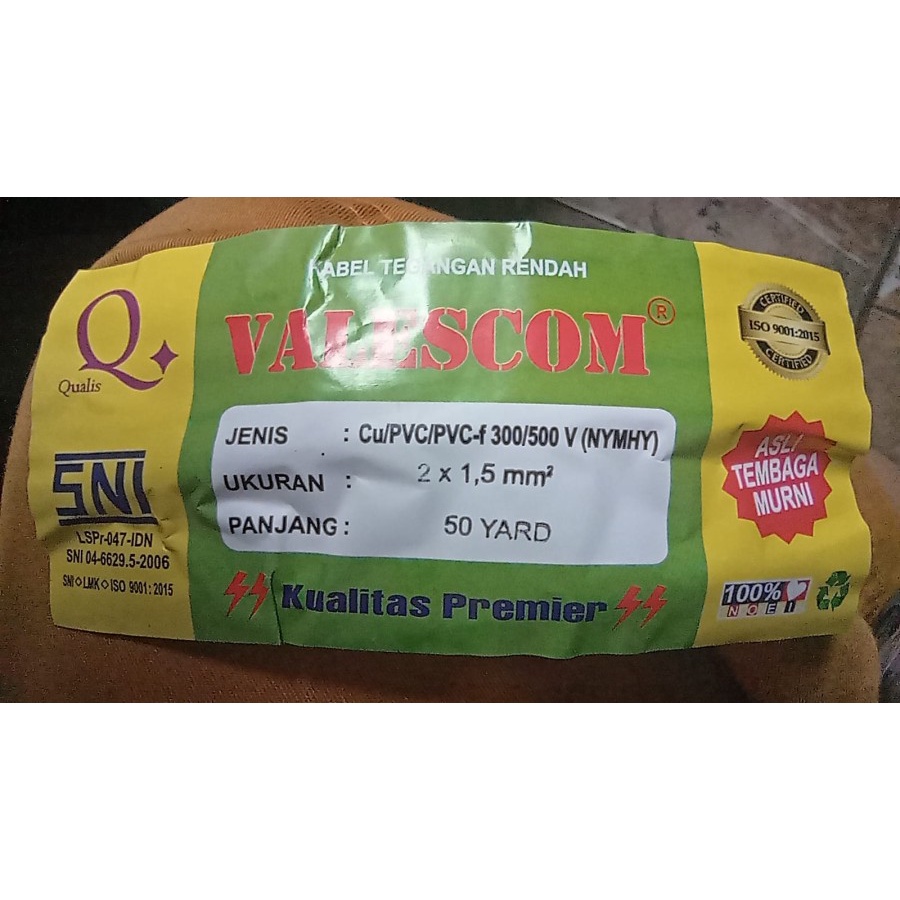 KABEL TEGANGAN RENDAH
VALESCOM®
Q
Qualis
SNI
LSPr-047-IDN
SNI 04-6629.5-2006
SNI◇LMK◇ISO 9001: 2015
JENIS : Cu/PVC/PVC-f 300/500 V (NYMHY)
UKURAN : 2 x 1,5 mm²
PANJANG : 50 YARD
Kualitas Premier
CERTIFIED
ISO 9001:2015
CERTIFIED
ASLI
TEMBAGA
MURNI
100%
NOEI